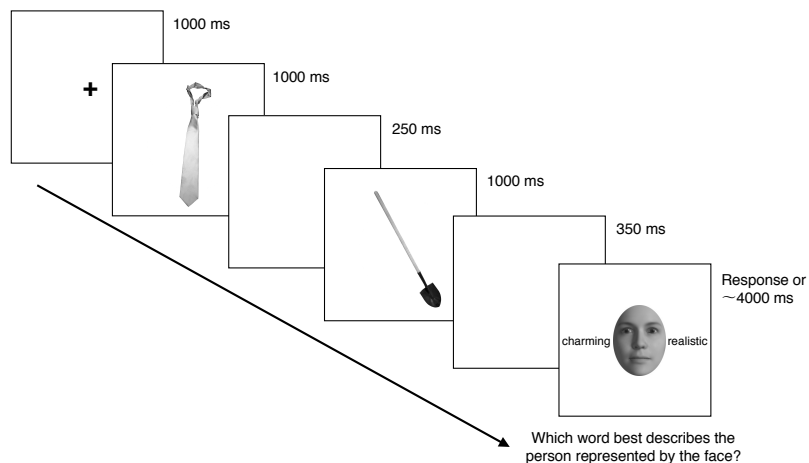 1000 ms
+
1000 ms
250 ms
1000 ms
350 ms
Response or
~4000 ms
charming realistic
Which word best describes the
person represented by the face?